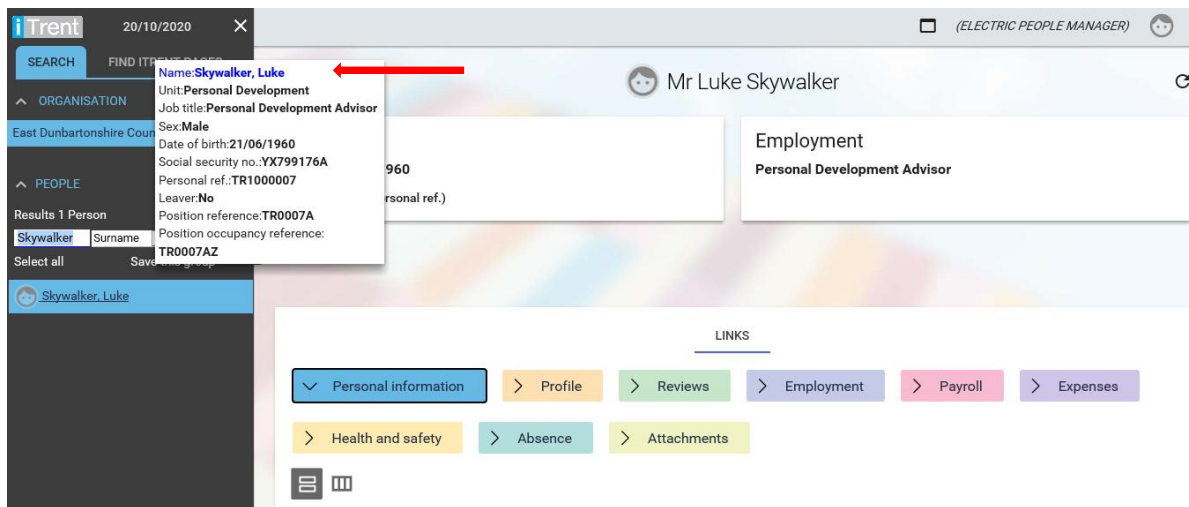 iTrent 20/10/2020
(ELECTRIC PEOPLE MANAGER)
SEARCH FIND ITRENT PAGES
ORGANISATION
East Dunbartonshire Coun
PEOPLE
Results 1 Person
Skywalker Surname
Select all Save this group
Skywalker, Luke
Name:Skywalker, Luke
Unit:Personal Development
Job title:Personal Development Advisor
Sex:Male
Date of birth:21/06/1960
Social security no.:YX799176A
Personal ref.:TR1000007
Leaver:No
Position reference:TR0007A
Position occupancy reference:
TR0007AZ
Mr Luke Skywalker
960
rsonal ref.)
Employment
Personal Development Advisor
LINKS
Personal information Profile Reviews Employment Payroll Expenses
Health and safety Absence Attachments